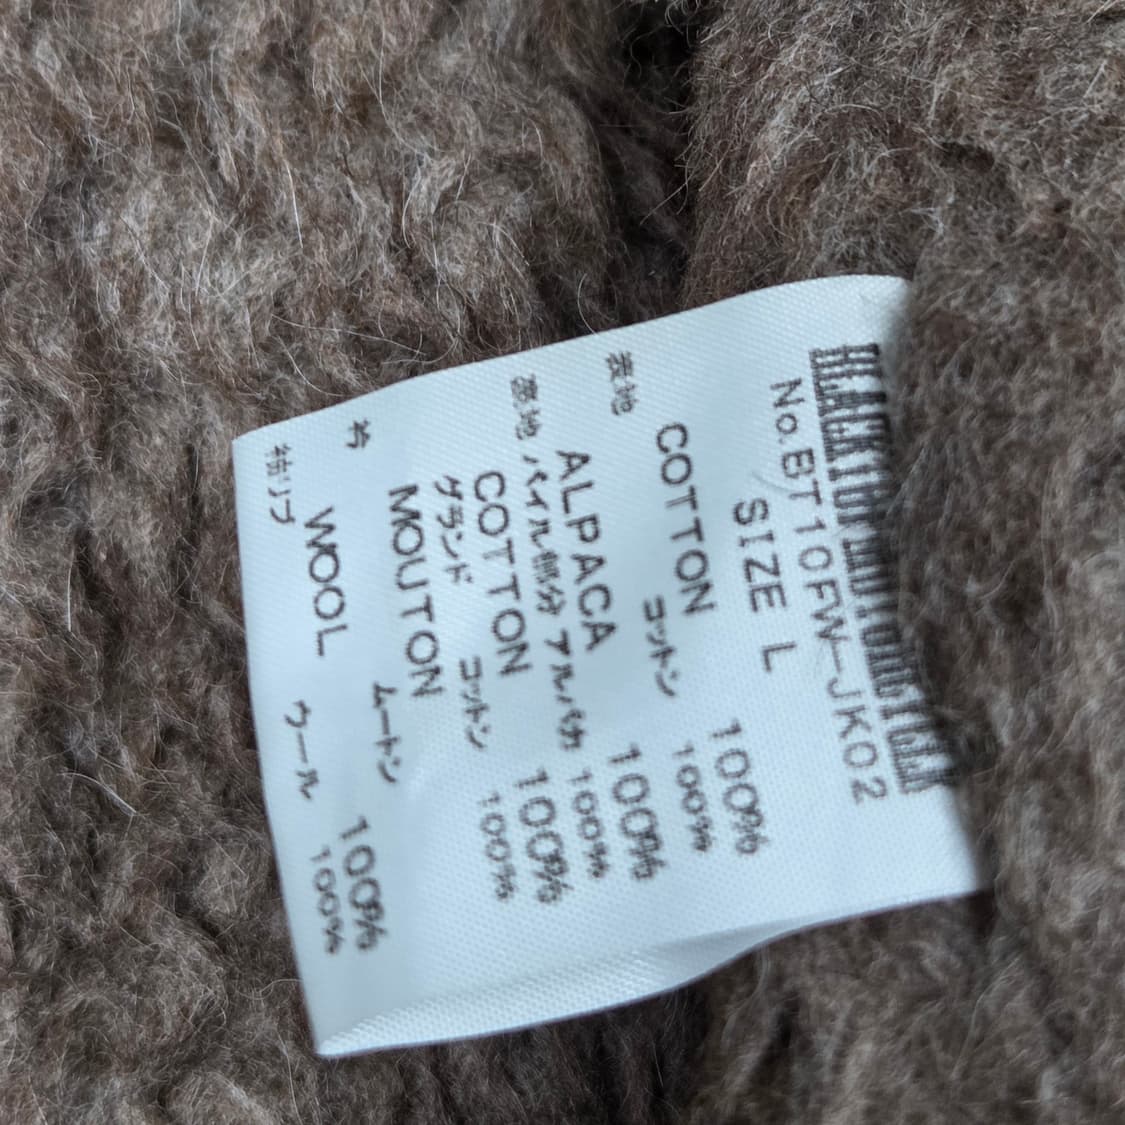 No.BT10FW-JK02
SIZE L
表地
COTTON 100%
コットン 100%
裏地
ALPACA 100%
パイル部分 アルパカ 100%
COTTON 100%
グランド コットン 100%
衿
MOUTON
ムートン
袖リブ
WOOL 100%
ウール 100%